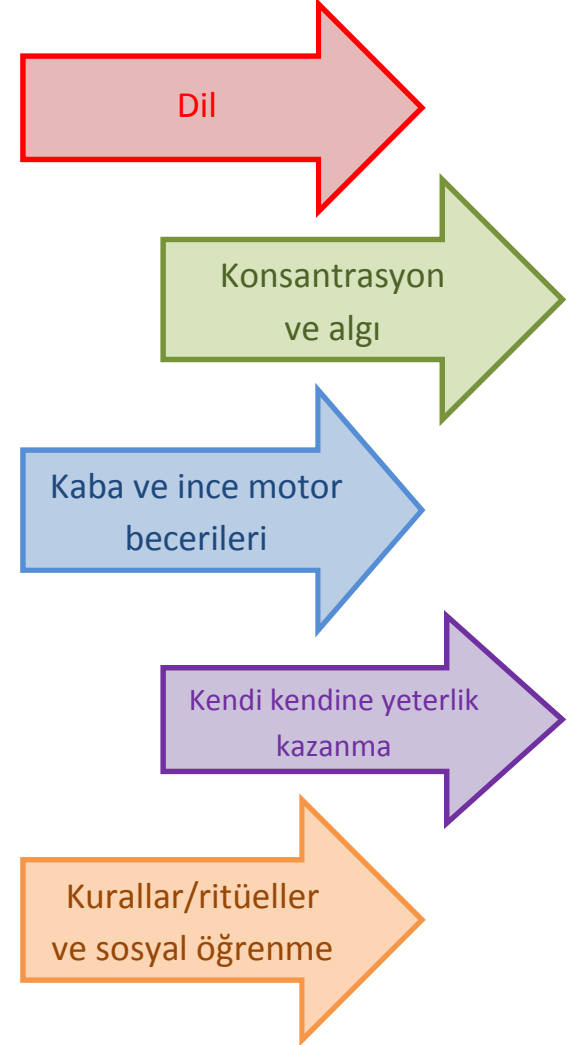 Dil
Konsantrasyon
ve algı
Kaba ve ince motor
becerileri
Kendi kendine yeterlik
kazanma
Kurallar/ritüeller
ve sosyal öğrenme